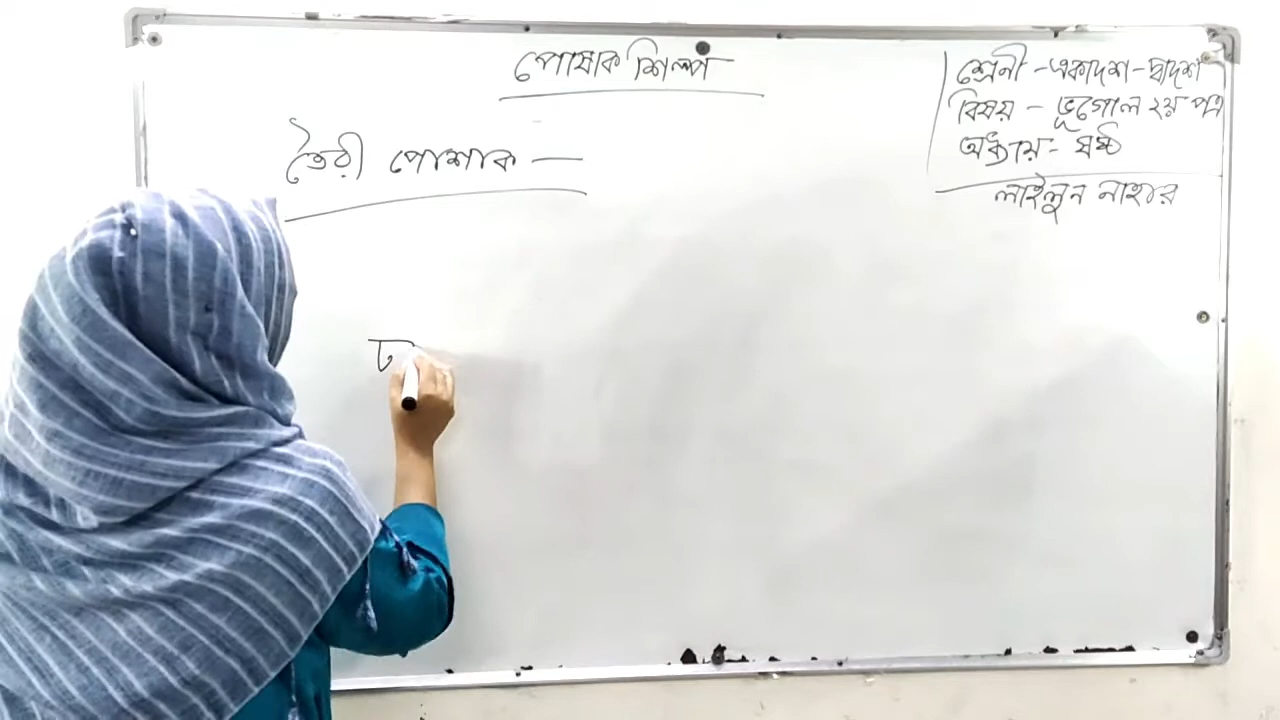 পোষাক শিল্প
শ্রেনী - একাদশ - দ্বাদশ
বিষয় - ভূগোল ২য় পত্র
অধ্যায় - ষষ্ঠ
লাইলুন নাহার
তৈরী পোশাক —